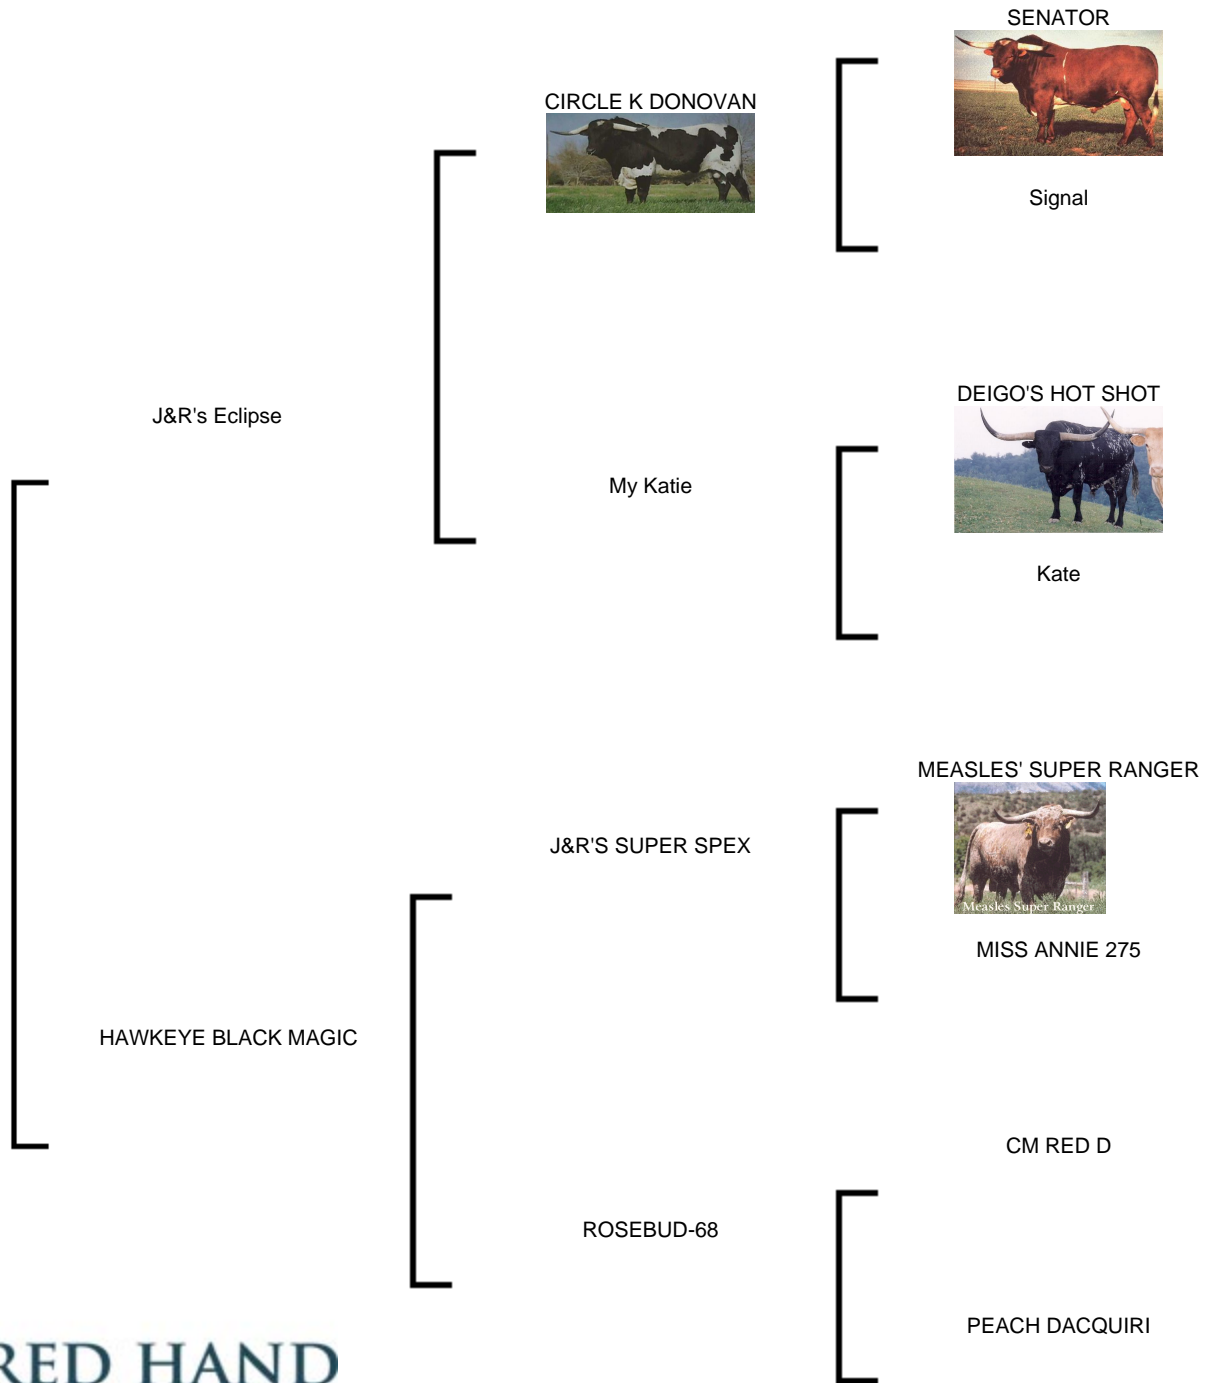 SENATOR
CIRCLE K DONOVAN
Signal
DEIGO'S HOT SHOT
J&R's Eclipse
My Katie
Kate
MEASLES' SUPER RANGER
J&R'S SUPER SPEX
Measles Super Ranger
MISS ANNIE 275
HAWKEYE BLACK MAGIC
CM RED D
ROSEBUD-68
PEACH DACQUIRI
RED HAND